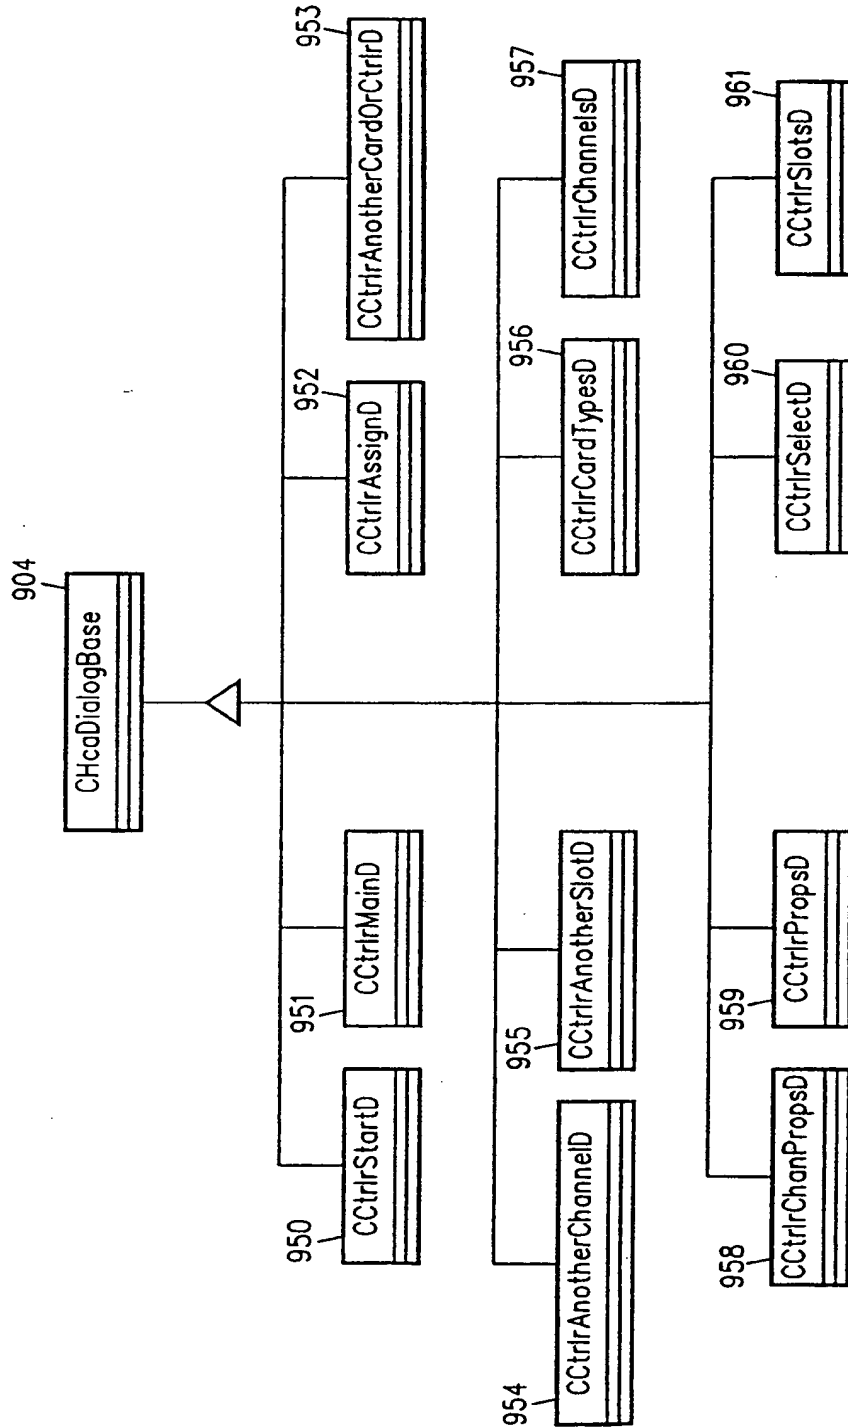 904
CHcaDialogBase
950
CCtrlrStartD
951
CCtrlrMainD
952
CCtrlrAssignD
953
CCtrlrAnotherCardOrCtrlrD
954
CCtrlrAnotherChannelD
955
CCtrlrAnotherSlotD
956
CCtrlrCardTypesD
957
CCtrlrChannelsD
958
CCtrlrChanPropsD
959
CCtrlrPropsD
960
CCtrlrSelectD
961
CCtrlrSlotsD